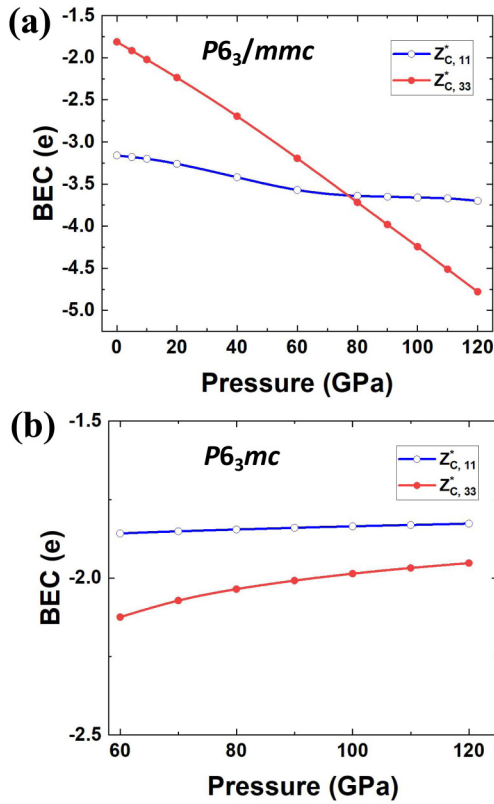 (a)
P6₃/mmc
Z*C, 11
Z*C, 33
BEC (e)
-1.5
-2.0
-2.5
-3.0
-3.5
-4.0
-4.5
-5.0
0 20 40 60 80 100 120
Pressure (GPa)
(b)
P6₃mc
Z*C, 11
Z*C, 33
BEC (e)
-1.5
-2.0
-2.5
60 80 100 120
Pressure (GPa)